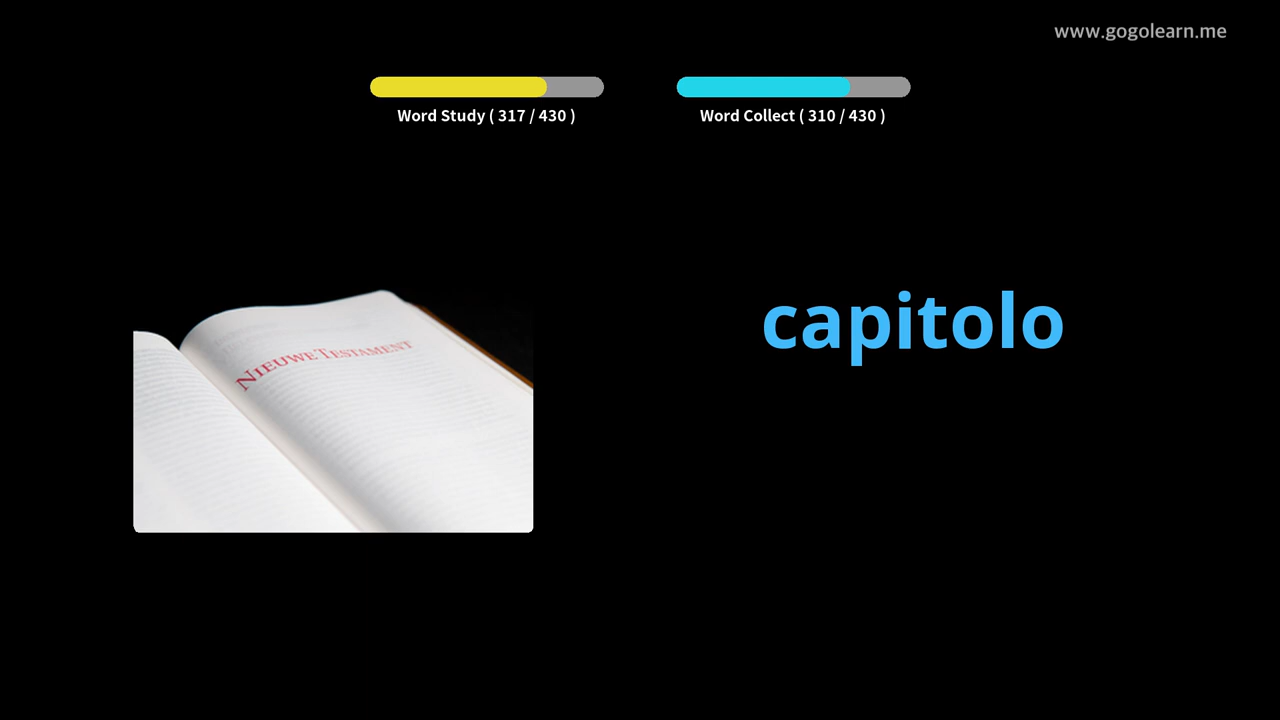 www.gogolearn.me
Word Study ( 317 / 430 )
Word Collect ( 310 / 430 )
capitolo
NIEUWE TESTAMENT